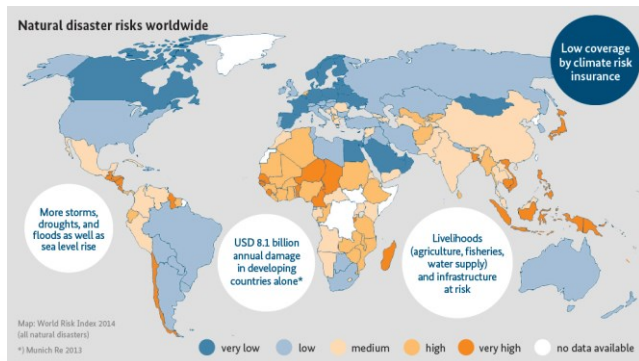 Natural disaster risks worldwide
Low coverage
by climate risk
insurance
More storms,
droughts, and
floods as well as
sea level rise
USD 8.1 billion
annual damage
in developing
countries alone*
Livelihoods
(agriculture, fisheries,
water supply)
and infrastructure
at risk
Map: World Risk Index 2014
(all natural disasters)
*) Munich Re 2013
very low
low
medium
high
very high
no data available